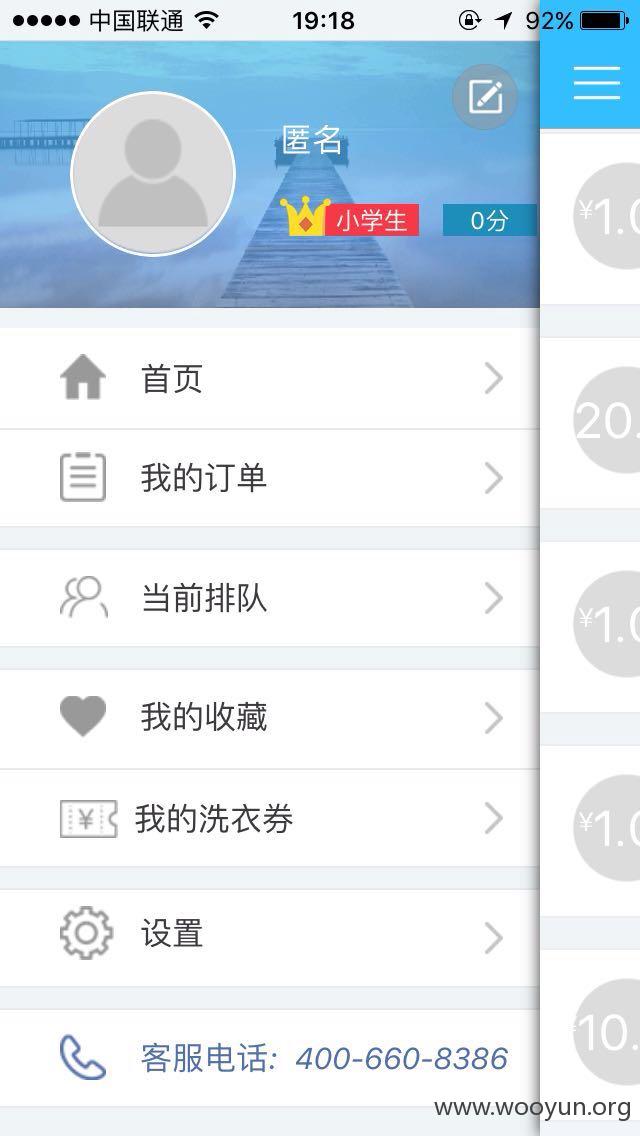 中国联通 19:18 92%
匿名
小学生 0分
首页
我的订单
当前排队
我的收藏
¥ 我的洗衣券
设置
客服电话: 400-660-8386
¥1.0
20.
¥1.0
¥1.0
10.
www.wooyun.org